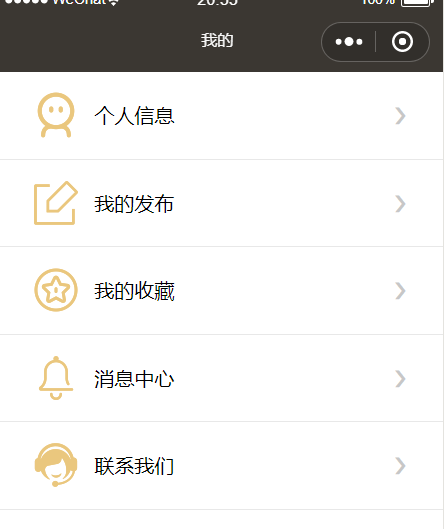 WeChat
100%
我的
个人信息
我的发布
我的收藏
消息中心
联系我们